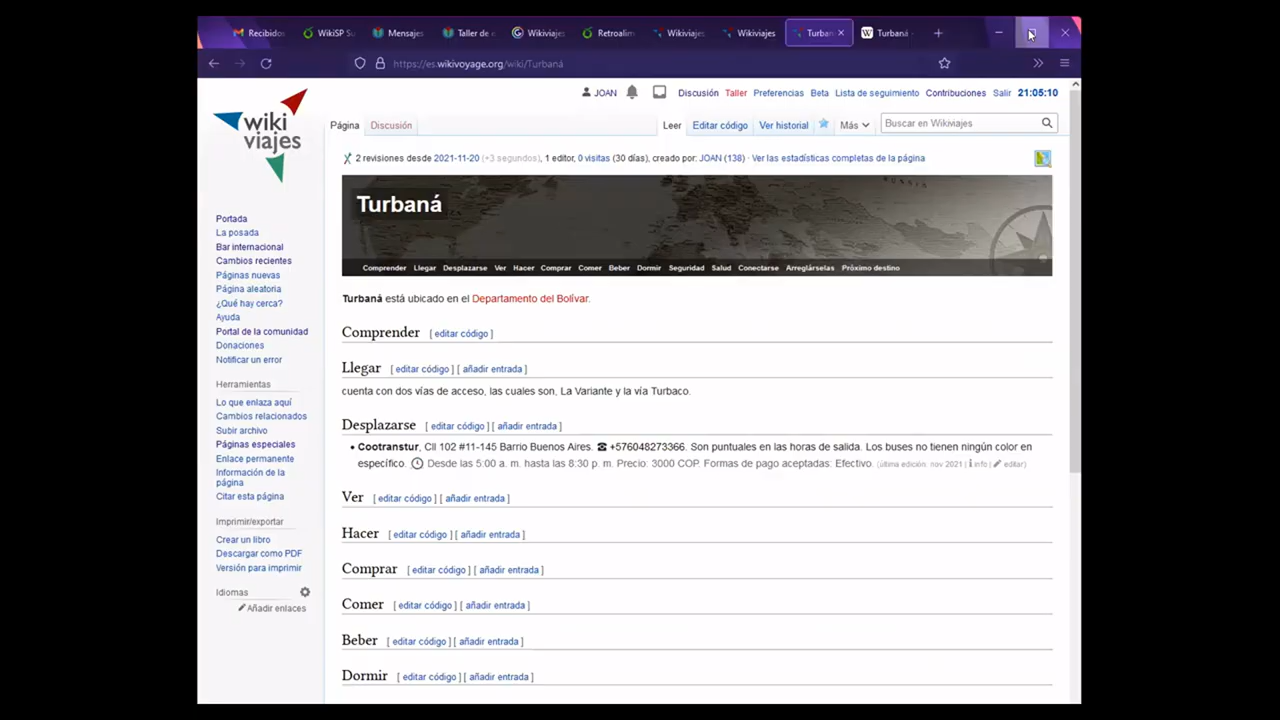 Recibidos
WikiSP Su
Mensajes
Taller de e
Wikiviajes
Retroalim
Wikiviajes
Wikiviajes
Turban
Turbaná -
https://es.wikivoyage.org/wiki/Turbaná
wiki
viajes
JOAN Discusión Taller Preferencias Beta Lista de seguimiento Contribuciones Salir 21:05:10
Página Discusión Leer Editar código Ver historial Más Buscar en Wikiviajes
2 revisiones desde 2021-11-20 (+3 segundos), 1 editor, 0 visitas (30 días), creado por: JOAN (138) · Ver las estadísticas completas de la página
Turbaná
RUSSIA
Comprender Llegar Desplazarse Ver Hacer Comprar Comer Beber Dormir Seguridad Salud Conectarse Arreglárselas Próximo destino
Turbaná está ubicado en el Departamento del Bolívar.
Comprender [ editar código ]
Llegar [ editar código ] [ añadir entrada ]
cuenta con dos vías de acceso, las cuales son, La Variante y la vía Turbaco.
Desplazarse [ editar código ] [ añadir entrada ]
• Cootranstur, Cll 102 #11-145 Barrio Buenos Aires. ☎ +576048273366. Son puntuales en las horas de salida. Los buses no tienen ningún color en
específico. Desde las 5:00 a. m. hasta las 8:30 p. m. Precio: 3000 COP. Formas de pago aceptadas: Efectivo. (última edición: nov 2021 | info | editar)
Ver [ editar código ] [ añadir entrada ]
Hacer [ editar código ] [ añadir entrada ]
Comprar [ editar código ] [ añadir entrada ]
Comer [ editar código ] [ añadir entrada ]
Beber [ editar código ] [ añadir entrada ]
Dormir [ editar código ] [ añadir entrada ]
Portada
La posada
Bar internacional
Cambios recientes
Páginas nuevas
Página aleatoria
¿Qué hay cerca?
Ayuda
Portal de la comunidad
Donaciones
Notificar un error
Herramientas
Lo que enlaza aquí
Cambios relacionados
Subir archivo
Páginas especiales
Enlace permanente
Información de la
página
Citar esta página
Imprimir/exportar
Crear un libro
Descargar como PDF
Versión para imprimir
Idiomas
Añadir enlaces